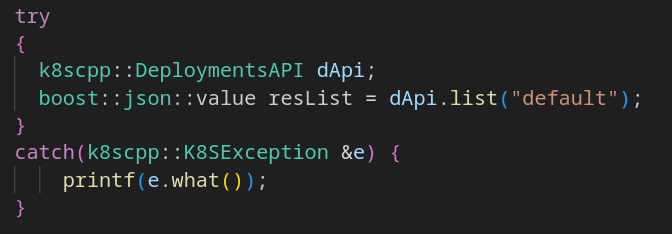 try
{
  k8scpp::DeploymentsAPI dApi;
  boost::json::value resList = dApi.list("default");
}
catch(k8scpp::K8SException &e) {
    printf(e.what());
}